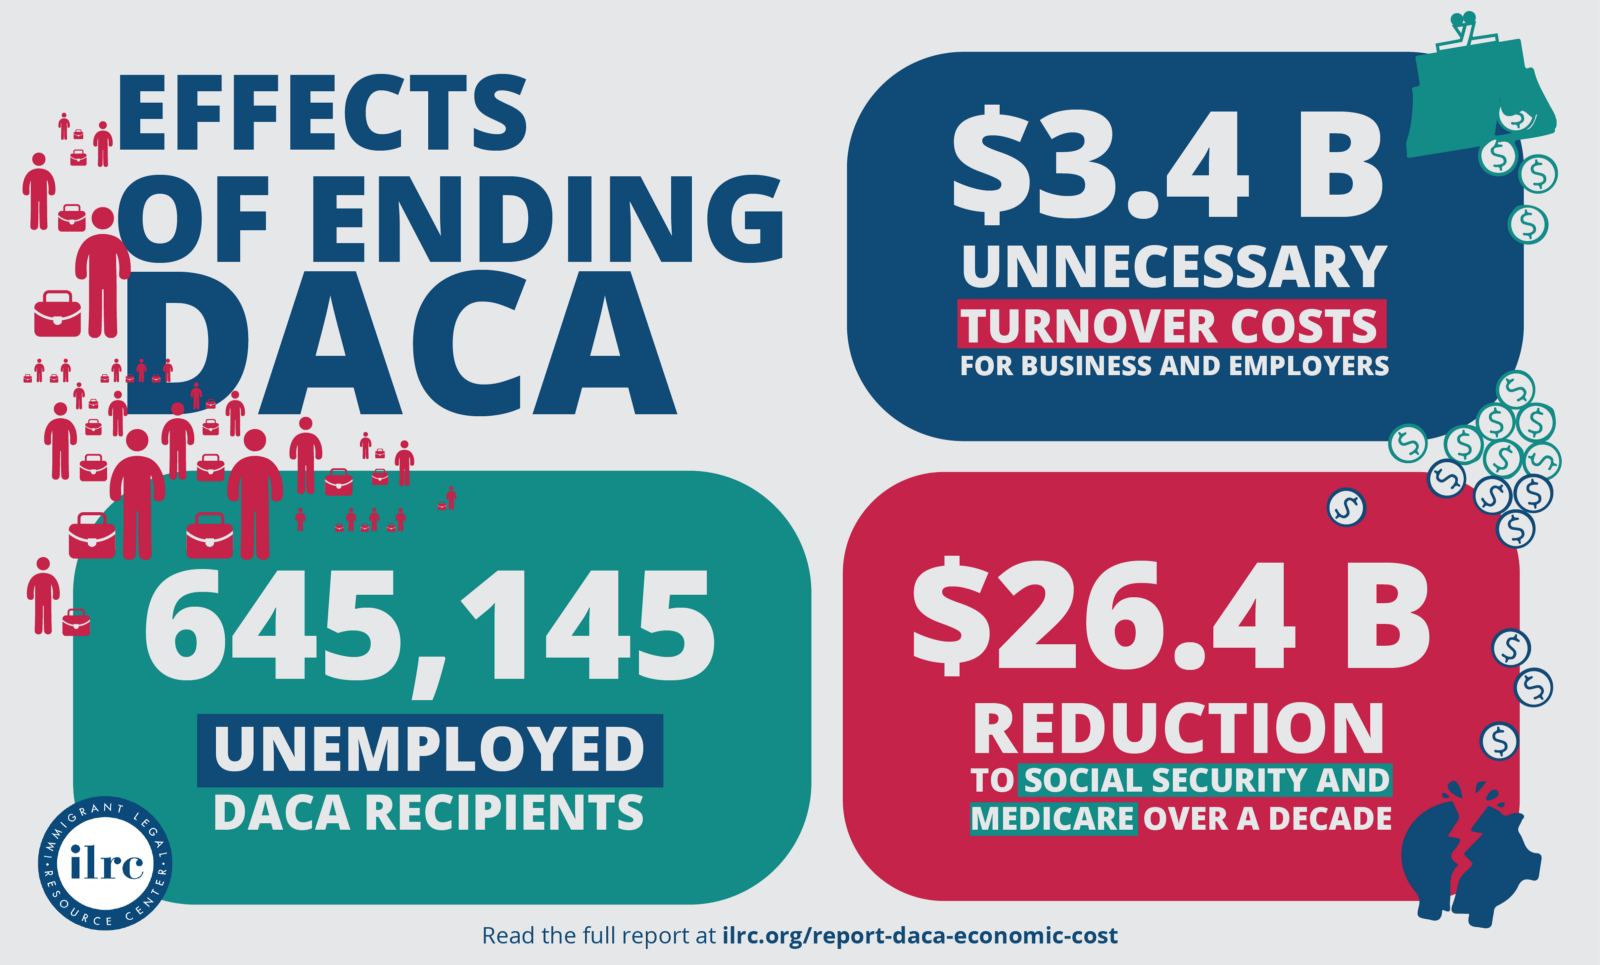 EFFECTS
OF ENDING
DACA
$3.4 B
UNNECESSARY
TURNOVER COSTS
FOR BUSINESS AND EMPLOYERS
645,145
UNEMPLOYED
DACA RECIPIENTS
$26.4 B
REDUCTION
TO SOCIAL SECURITY AND
MEDICARE OVER A DECADE
IMMIGRANT LEGAL
ilrc
RESOURCE CENTER
Read the full report at ilrc.org/report-daca-economic-cost